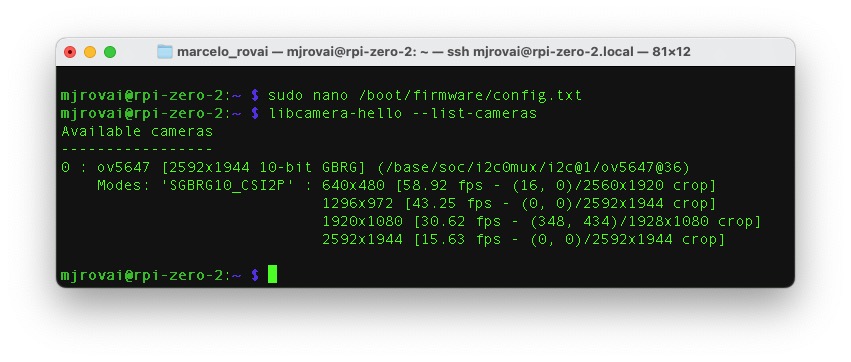 marcelo_rovai — mjrovai@rpi-zero-2: ~ — ssh mjrovai@rpi-zero-2.local — 81×12
mjrovai@rpi-zero-2:~ $ sudo nano /boot/firmware/config.txt
mjrovai@rpi-zero-2:~ $ libcamera-hello --list-cameras
Available cameras
-----------------
0 : ov5647 [2592x1944 10-bit GBRG] (/base/soc/i2c0mux/i2c@1/ov5647@36)
    Modes: 'SGBRG10_CSI2P' : 640x480 [58.92 fps - (16, 0)/2560x1920 crop]
                             1296x972 [43.25 fps - (0, 0)/2592x1944 crop]
                             1920x1080 [30.62 fps - (348, 434)/1928x1080 crop]
                             2592x1944 [15.63 fps - (0, 0)/2592x1944 crop]
mjrovai@rpi-zero-2:~ $